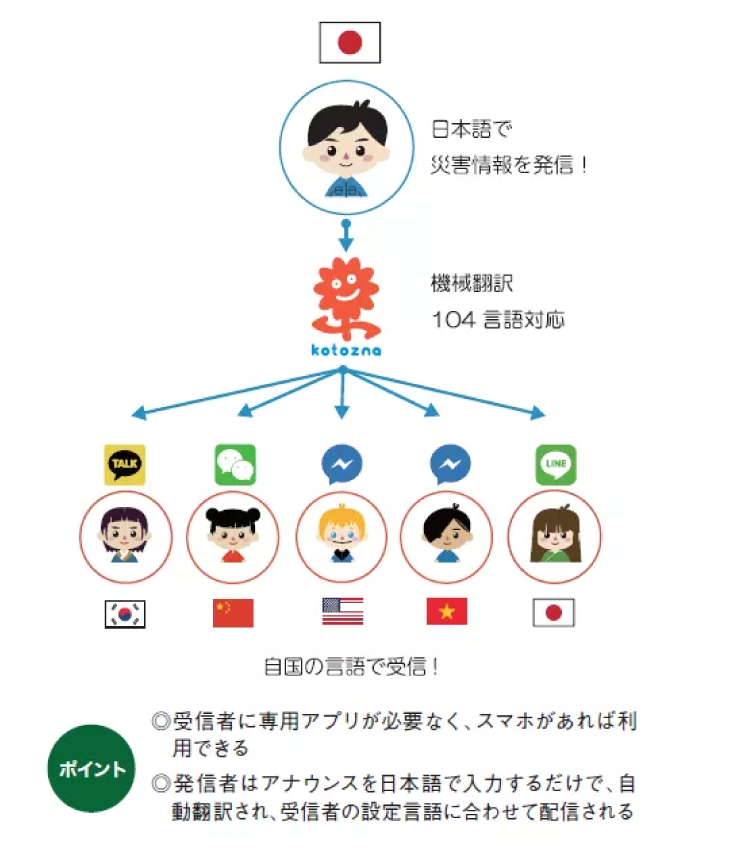 日本語で
災害情報を発信！
機械翻訳
104言語対応
kotozna
TALK
LINE
自国の言語で受信！
ポイント
◎受信者に専用アプリが必要なく、スマホがあれば利
用できる
◎発信者はアナウンスを日本語で入力するだけで、自
動翻訳され、受信者の設定言語に合わせて配信される